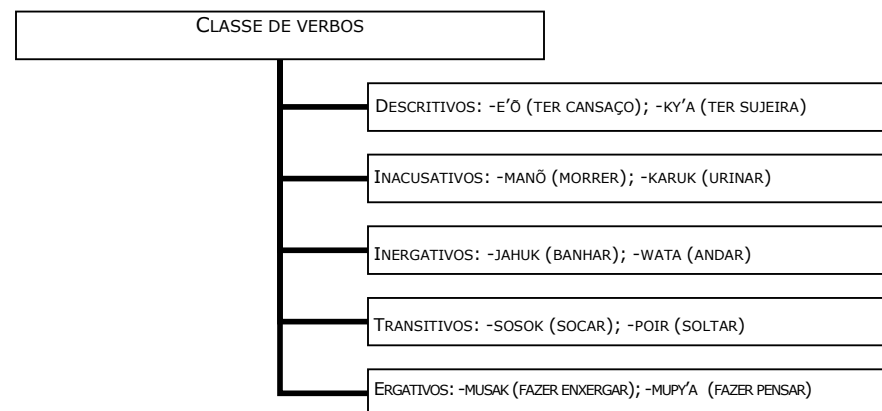 CLASSE DE VERBOS
DESCRITIVOS: -E’Õ (TER CANSAÇO); -KY’A (TER SUJEIRA)
INACUSATIVOS: -MANÕ (MORRER); -KARUK (URINAR)
INERGATIVOS: -JAHUK (BANHAR); -WATA (ANDAR)
TRANSITIVOS: -SOSOK (SOCAR); -POIR (SOLTAR)
ERGATIVOS: -MUSAK (FAZER ENXERGAR); -MUPY’A (FAZER PENSAR)